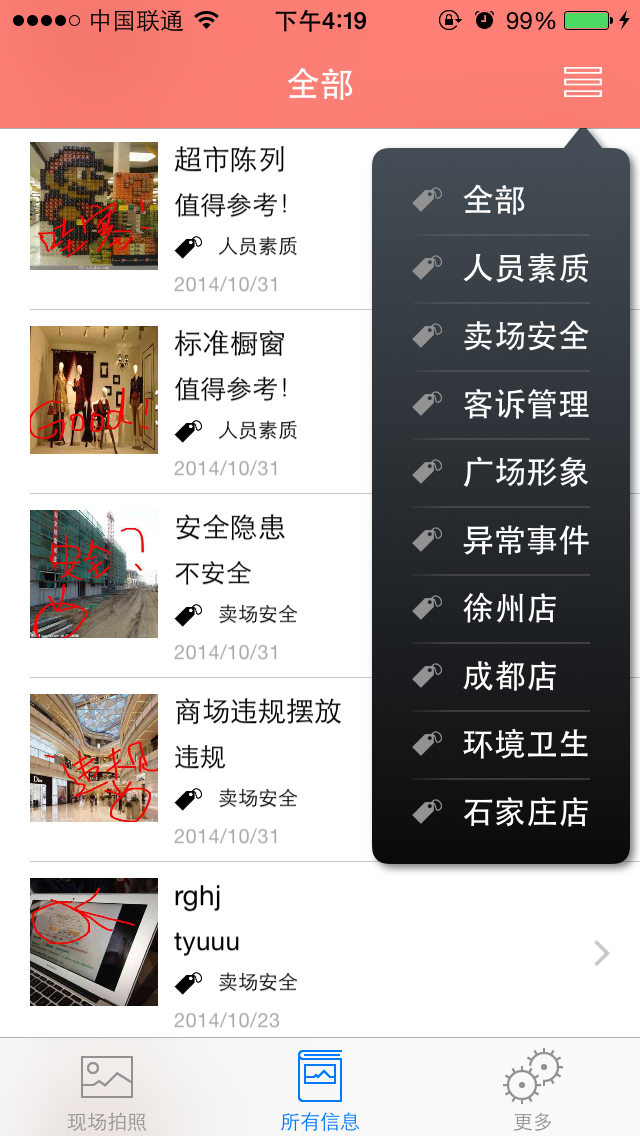 中国联通
下午4:19
99%
全部
超市陈列
值得参考！
人员素质
2014/10/31
标准橱窗
值得参考！
人员素质
2014/10/31
Good!
安全隐患
不安全
卖场安全
2014/10/31
安全?
商场违规摆放
违规
卖场安全
2014/10/31
违规
Dior
rghj
tyuuu
卖场安全
2014/10/23
全部
人员素质
卖场安全
客诉管理
广场形象
异常事件
徐州店
成都店
环境卫生
石家庄店
现场拍照
所有信息
更多